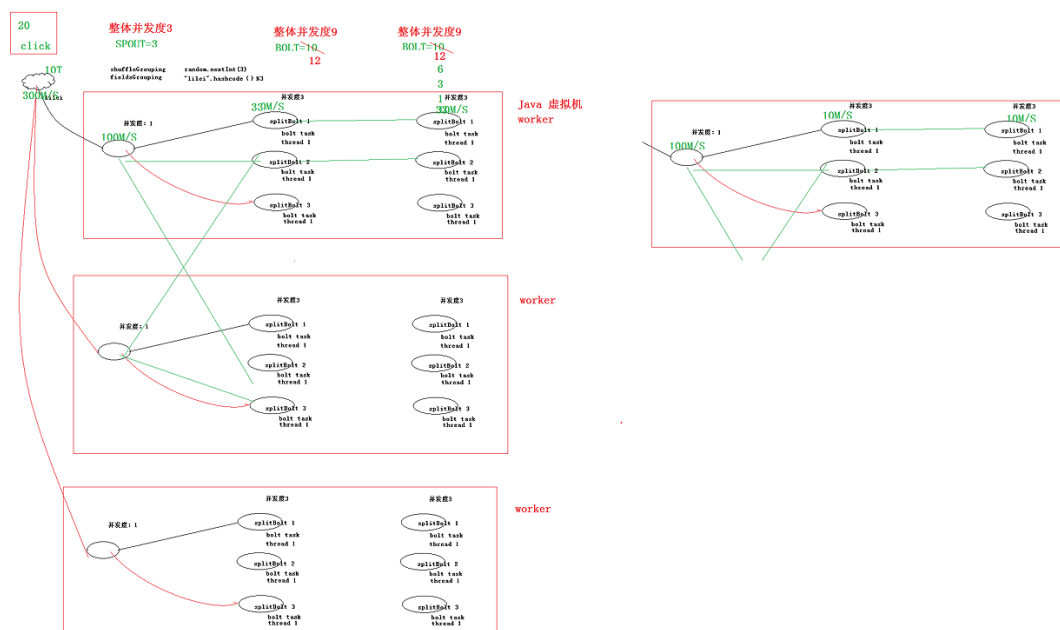 20
click
整体并发度3
SPOUT=3
整体并发度9
BOLT=10
12
整体并发度9
BOLT=10
12
6
3
1
shuffleGrouping random.nextInt(3)
fieldsGrouping "lilei".hashcode()%3
10T
300M/S
并发度: 1
100M/S
并发度3
330M/S
splitBolt 1
bolt task
thread 1
splitBolt 2
bolt task
thread 1
splitBolt 3
bolt task
thread 1
并发度3
splitBolt 1
bolt task
thread 1
splitBolt 2
bolt task
thread 1
splitBolt 3
bolt task
thread 1
Java 虚拟机
worker
并发度: 1
100M/S
并发度3
10M/S
splitBolt 1
bolt task
thread 1
splitBolt 2
bolt task
thread 1
splitBolt 3
bolt task
thread 1
并发度3
10M/S
splitBolt 1
bolt task
thread 1
splitBolt 2
bolt task
thread 1
splitBolt 3
bolt task
thread 1
并发度: 1
并发度3
splitBolt 1
bolt task
thread 1
splitBolt 2
bolt task
thread 1
splitBolt 3
bolt task
thread 1
并发度3
splitBolt 1
bolt task
thread 1
splitBolt 2
bolt task
thread 1
splitBolt 3
bolt task
thread 1
worker
并发度: 1
并发度3
splitBolt 1
bolt task
thread 1
splitBolt 2
bolt task
thread 1
splitBolt 3
bolt task
thread 1
并发度3
splitBolt 1
bolt task
thread 1
splitBolt 2
bolt task
thread 1
splitBolt 3
bolt task
thread 1
worker